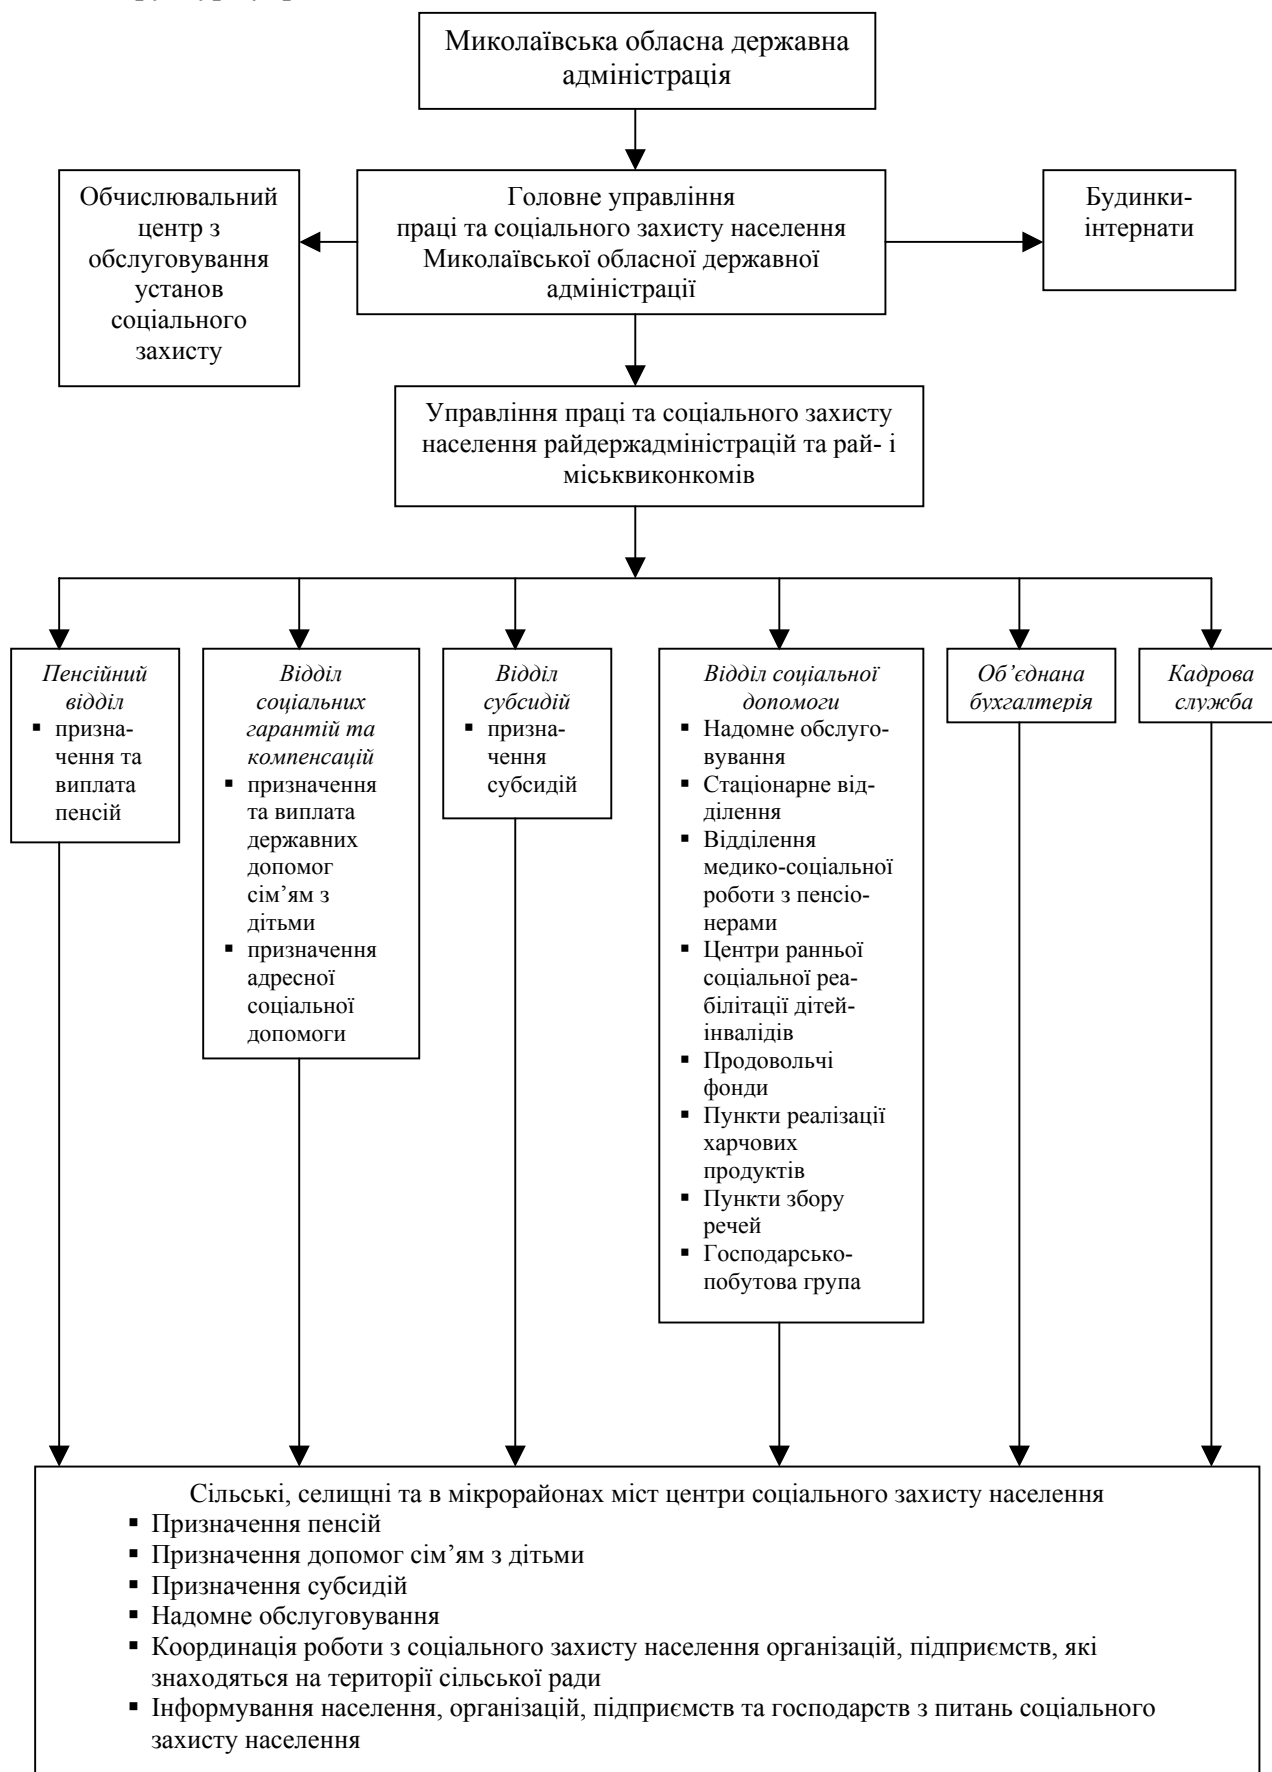 Миколаївська обласна державна
адміністрація
Обчислювальний
центр з
обслуговування
установ
соціального
захисту
Головне управління
праці та соціального захисту населення
Миколаївської обласної державної
адміністрації
Будинки-
інтернати
Управління праці та соціального захисту
населення райдержадміністрацій та рай- і
міськвиконкомів
Пенсійний
відділ
▪ призна-
чення та
виплата
пенсій
Відділ
соціальних
гарантій та
компенсацій
▪ призначення
та виплата
державних
допомог
сім’ям з
дітьми
▪ призначення
адресної
соціальної
допомоги
Відділ
субсидій
▪ призна-
чення
субсидій
Відділ соціальної
допомоги
▪ Надомне обслуго-
вування
▪ Стаціонарне від-
ділення
▪ Відділення
медико-соціальної
роботи з пенсіо-
нерами
▪ Центри ранньої
соціальної реа-
білітації дітей-
інвалідів
▪ Продовольчі
фонди
▪ Пункти реалізації
харчових
продуктів
▪ Пункти збору
речей
▪ Господарсько-
побутова група
Об’єднана
бухгалтерія
Кадрова
служба
Сільські, селищні та в мікрорайонах міст центри соціального захисту населення
▪ Призначення пенсій
▪ Призначення допомог сім’ям з дітьми
▪ Призначення субсидій
▪ Надомне обслуговування
▪ Координація роботи з соціального захисту населення організацій, підприємств, які
знаходяться на території сільської ради
▪ Інформування населення, організацій, підприємств та господарств з питань соціального
захисту населення